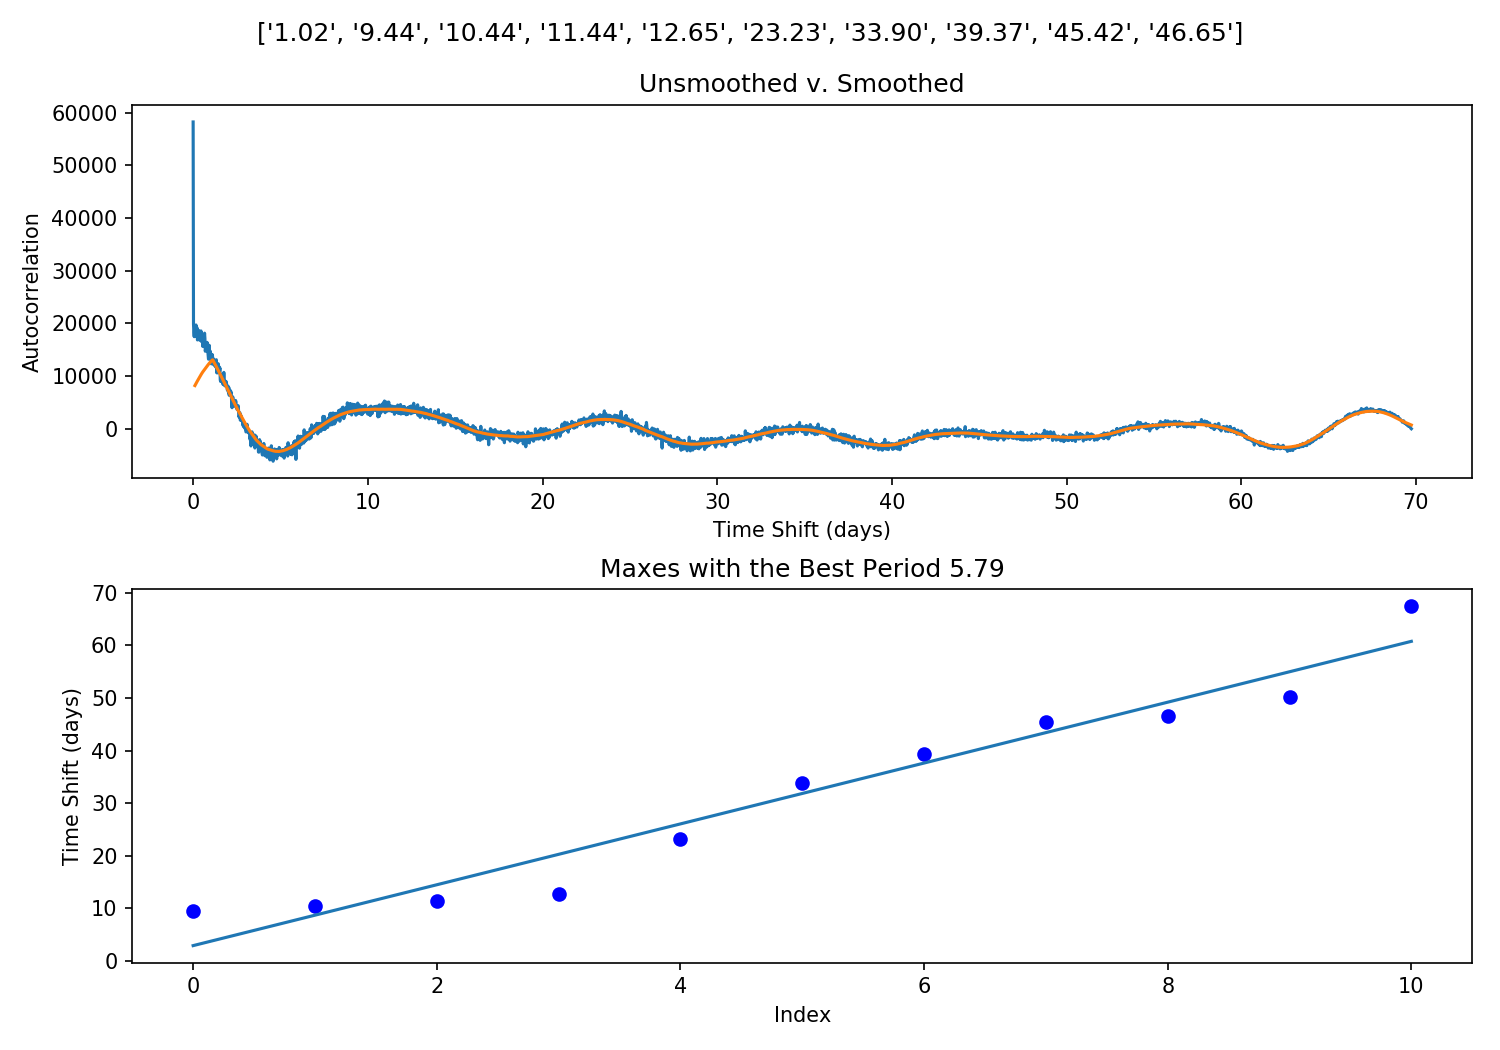 ['1.02', '9.44', '10.44', '11.44', '12.65', '23.23', '33.90', '39.37', '45.42', '46.65']
Unsmoothed v. Smoothed
60000
50000
40000
30000
20000
10000
0
Autocorrelation
0 10 20 30 40 50 60 70
Time Shift (days)
Maxes with the Best Period 5.79
70
60
50
40
30
20
10
0
Time Shift (days)
0 2 4 6 8 10
Index